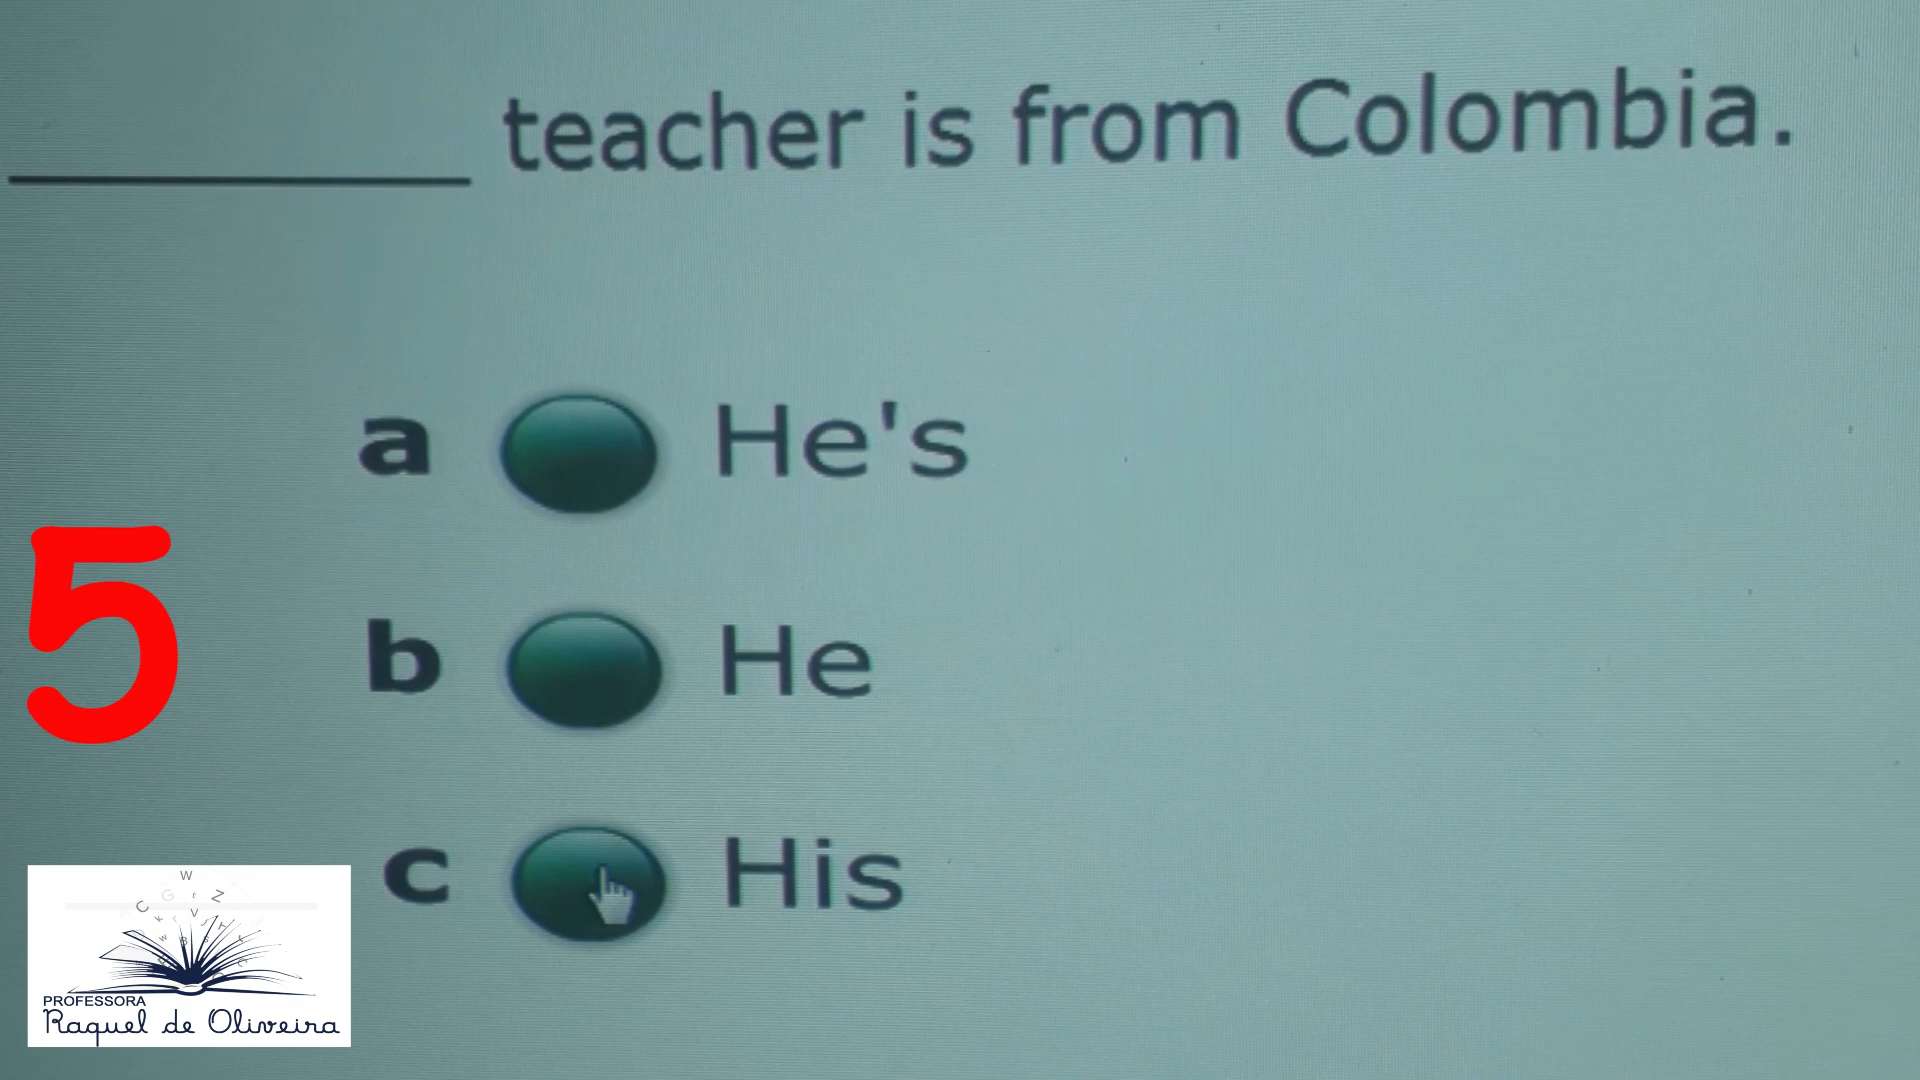 ________ teacher is from Colombia.
a He's
5
b He
c His
PROFESSORA
Raquel de Oliveira